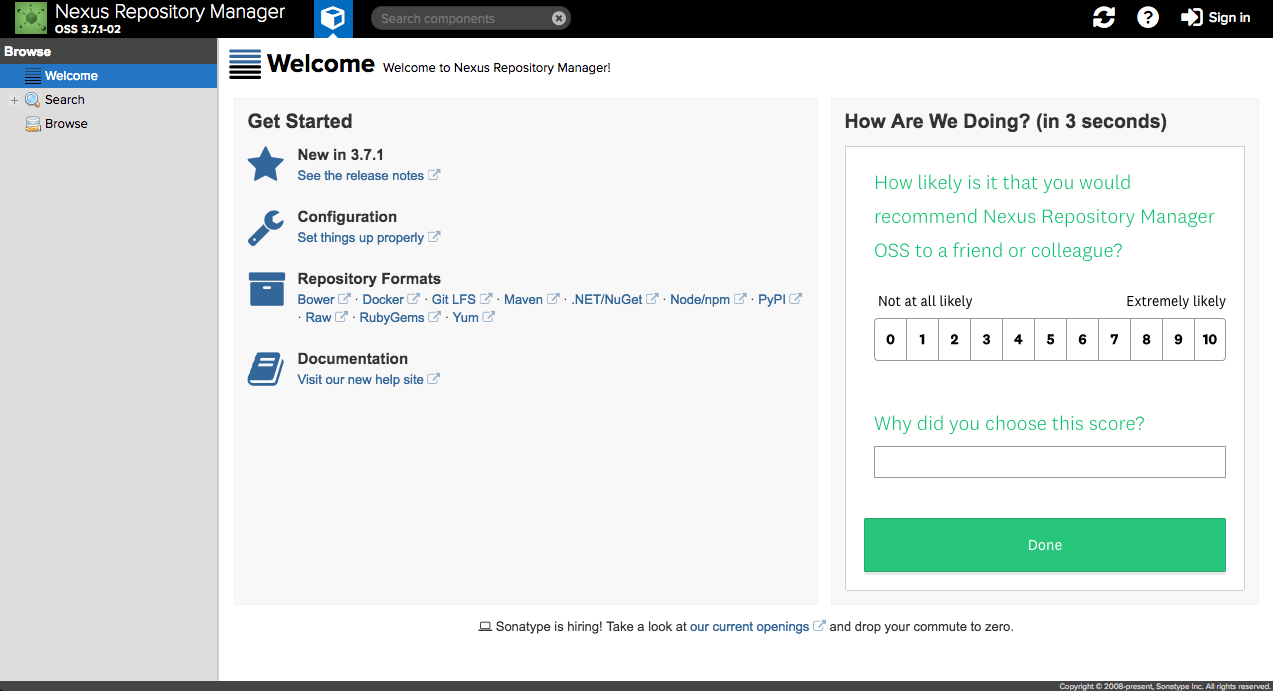 Nexus Repository Manager
OSS 3.7.1-02
Search components
Sign in
Browse
Welcome
Search
Browse
Welcome Welcome to Nexus Repository Manager!
Get Started
New in 3.7.1
See the release notes
Configuration
Set things up properly
Repository Formats
Bower · Docker · Git LFS · Maven · .NET/NuGet · Node/npm · PyPI
· Raw · RubyGems · Yum
Documentation
Visit our new help site
How Are We Doing? (in 3 seconds)
How likely is it that you would
recommend Nexus Repository Manager
OSS to a friend or colleague?
Not at all likely Extremely likely
0 1 2 3 4 5 6 7 8 9 10
Why did you choose this score?
Done
Sonatype is hiring! Take a look at our current openings and drop your commute to zero.
Copyright © 2008-present, Sonatype Inc. All rights reserved.